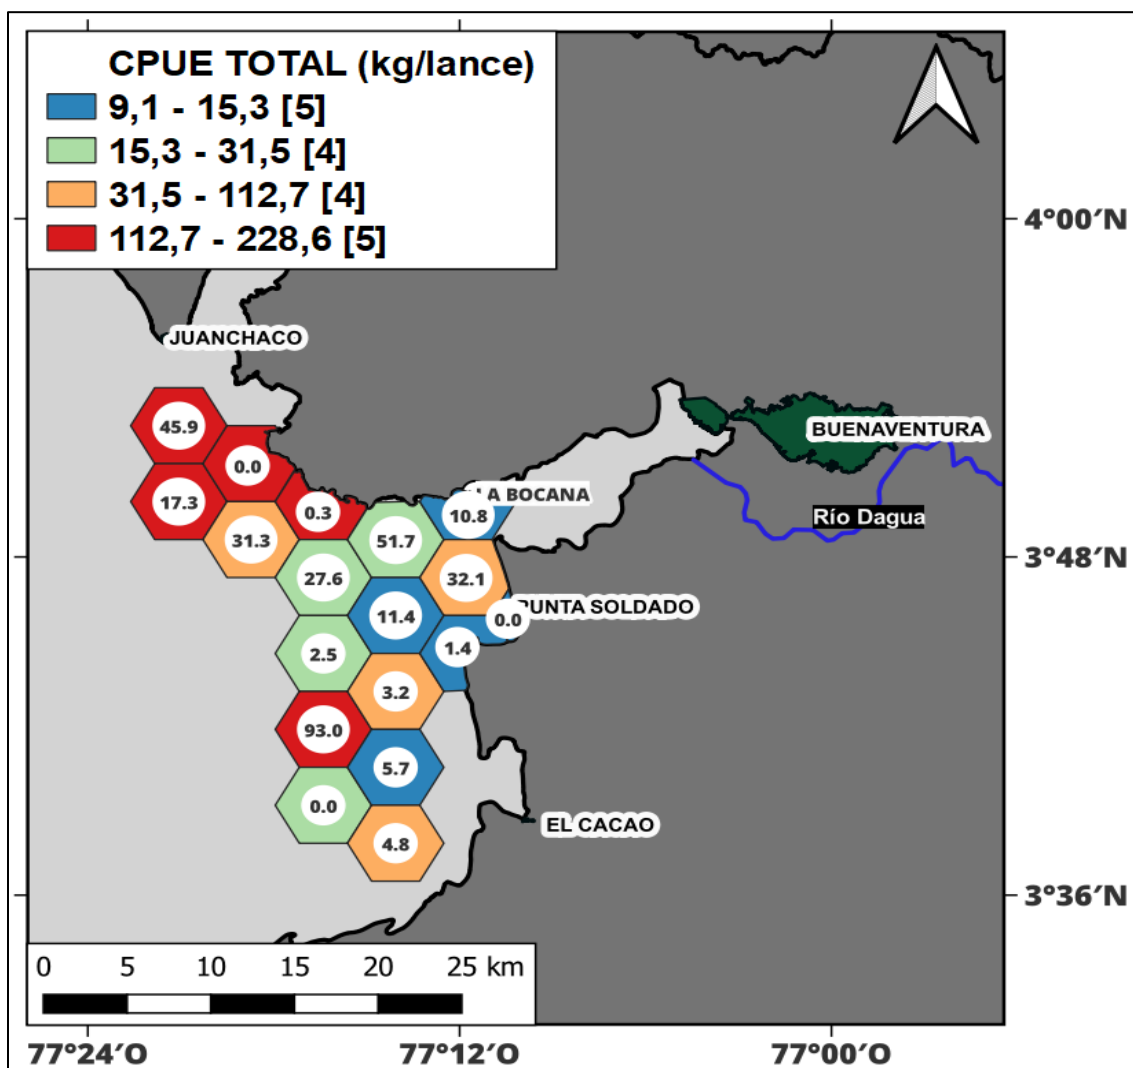 CPUE TOTAL (kg/lance)
9,1 - 15,3 [5]
15,3 - 31,5 [4]
31,5 - 112,7 [4]
112,7 - 228,6 [5]
4°00′N
JUANCHACO
45.9
BUENAVENTURA
0.0
17.3
LA BOCANA
0.3
10.8
Río Dagua
31.3
51.7
3°48′N
27.6
32.1
PUNTA SOLDADO
11.4
0.0
1.4
2.5
3.2
93.0
5.7
0.0
EL CACAO
4.8
3°36′N
0 5 10 15 20 25 km
77°24′O 77°12′O 77°00′O